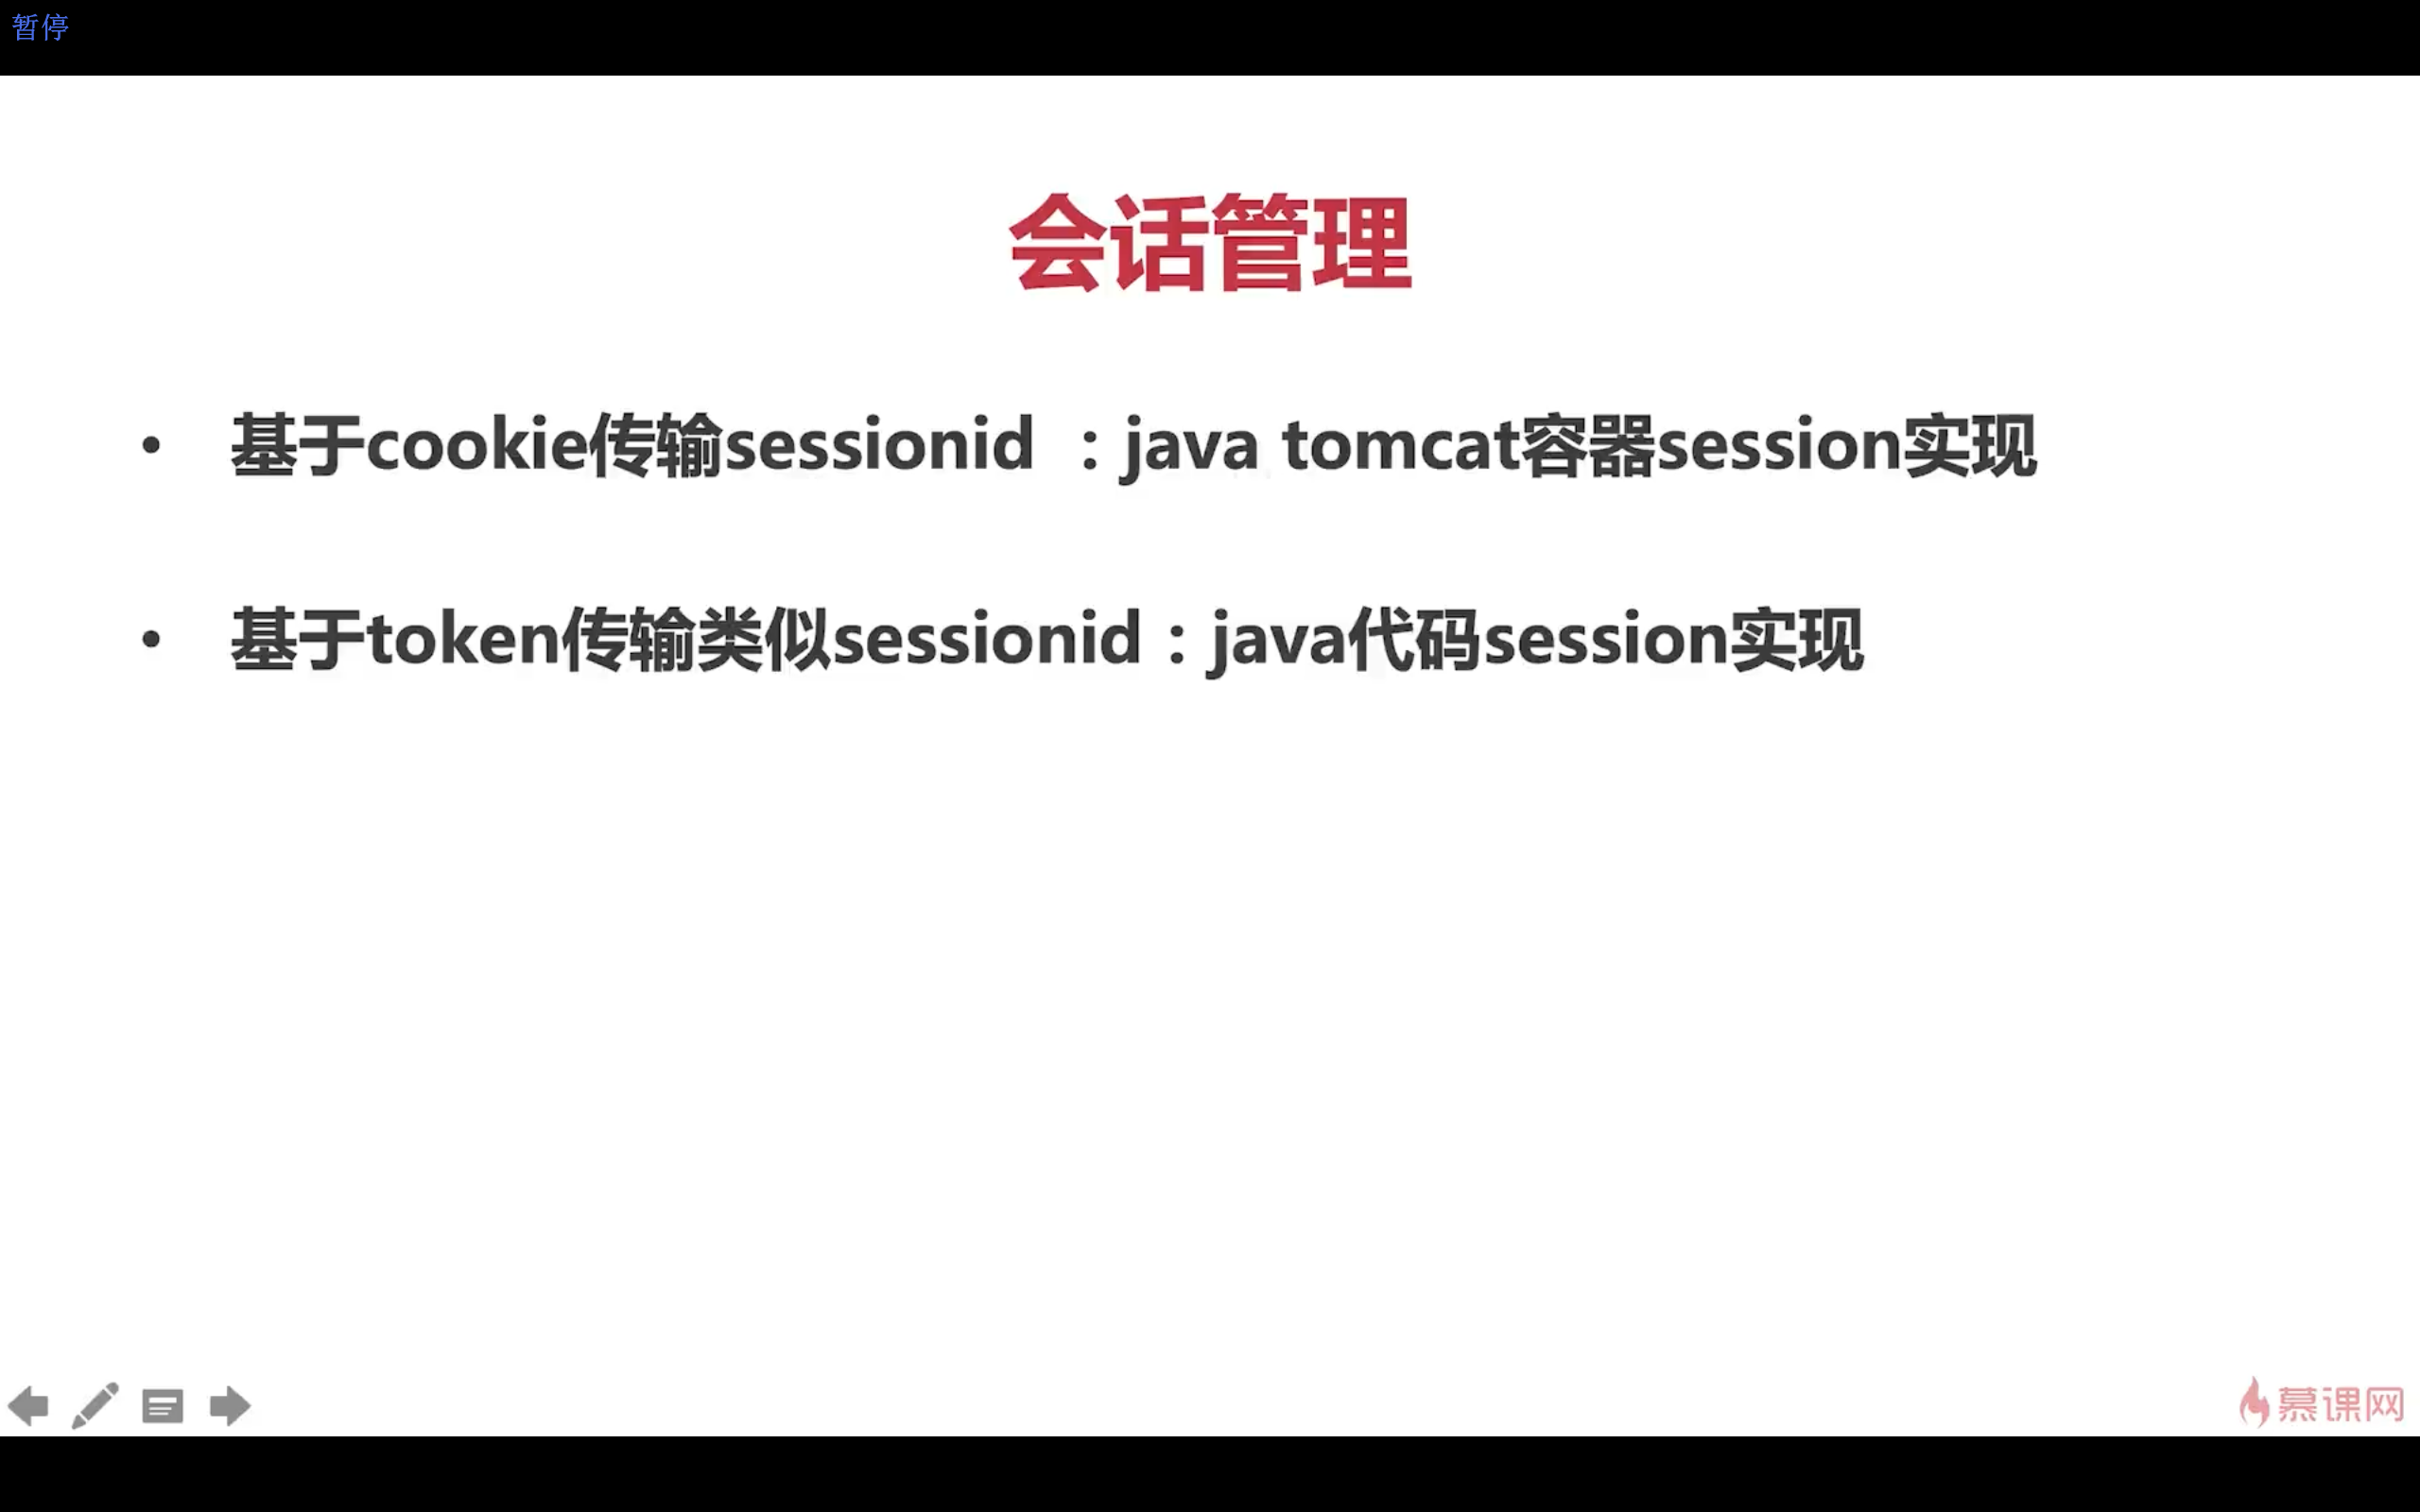 暂停
会话管理
• 基于cookie传输sessionid ：java tomcat容器session实现
• 基于token传输类似sessionid：java代码session实现
慕课网